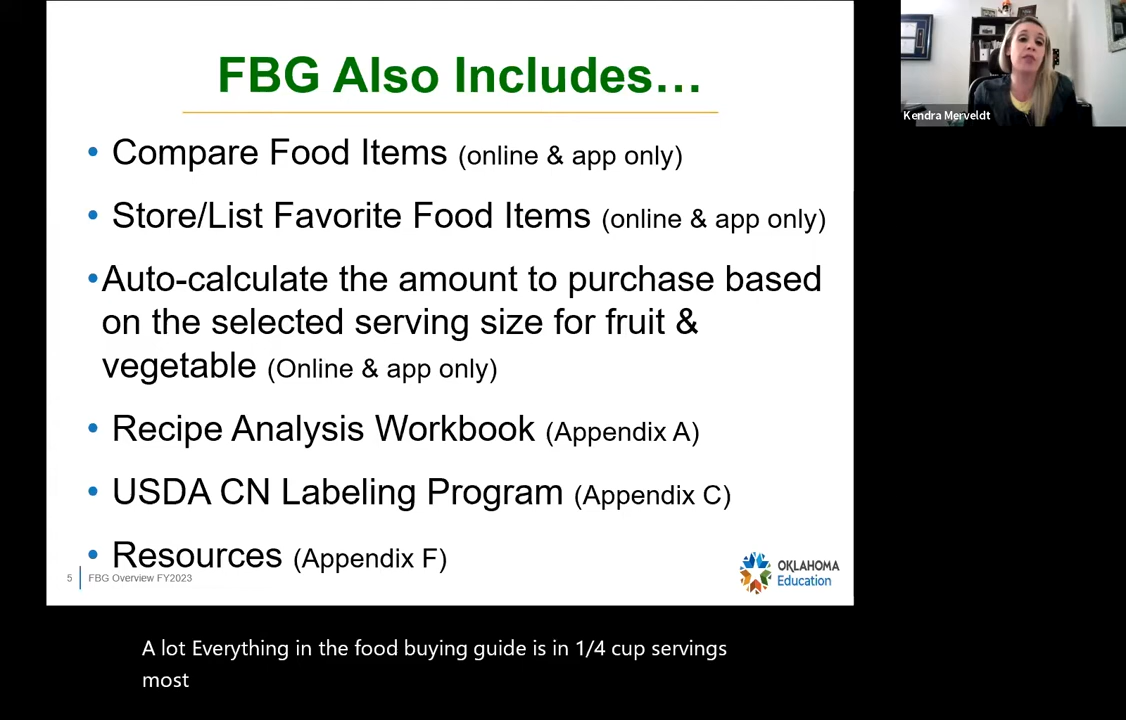 FBG Also Includes…
• Compare Food Items (online & app only)
• Store/List Favorite Food Items (online & app only)
•Auto-calculate the amount to purchase based
on the selected serving size for fruit &
vegetable (Online & app only)
• Recipe Analysis Workbook (Appendix A)
• USDA CN Labeling Program (Appendix C)
• Resources (Appendix F)
5 FBG Overview FY2023
OKLAHOMA
Education
Kendra Merveldt
A lot Everything in the food buying guide is in 1/4 cup servings
most